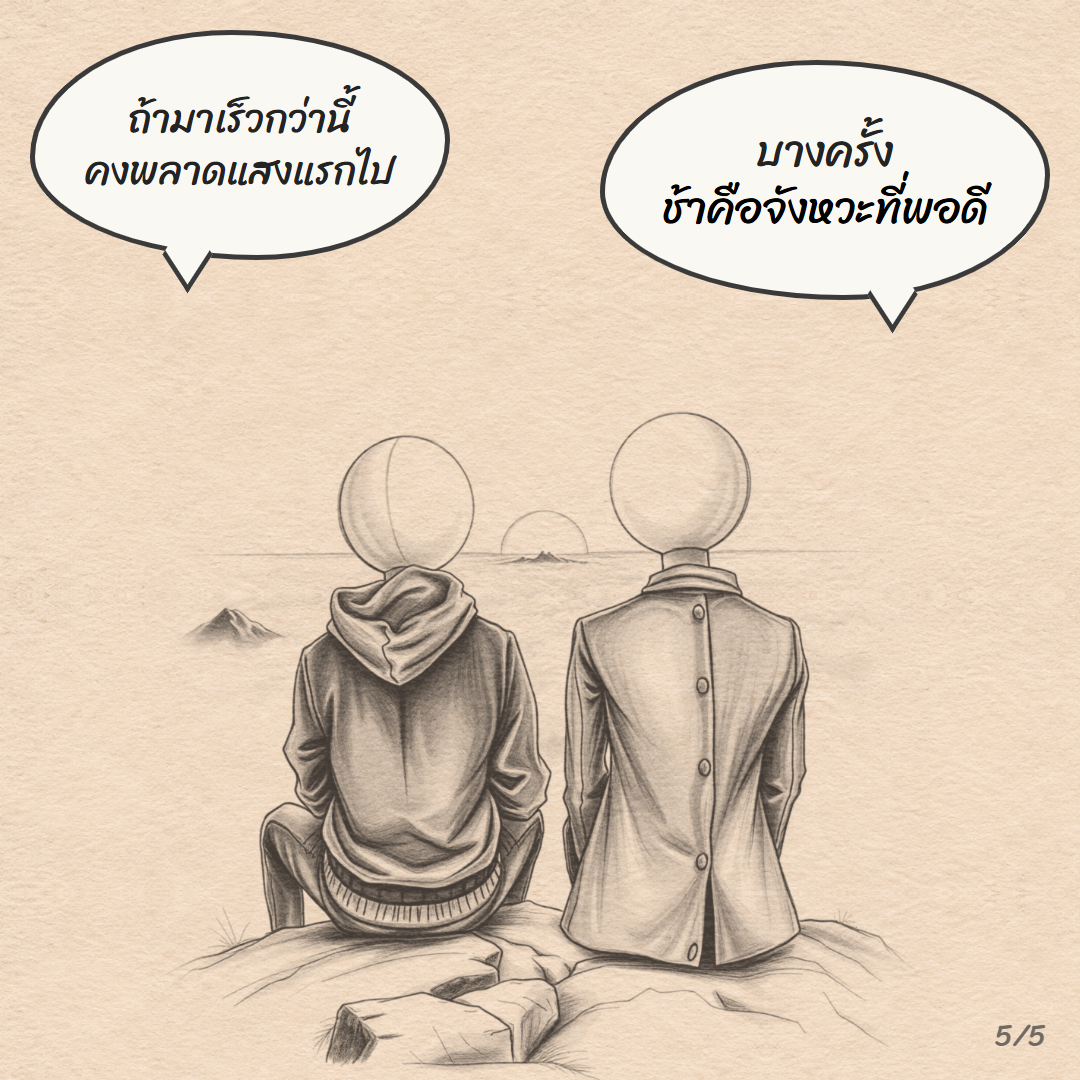 ถ้ามาเร็วกว่านี้
คงพลาดแสงแรกไป
บางครั้ง
ช้าคือจังหวะที่พอดี
5/5